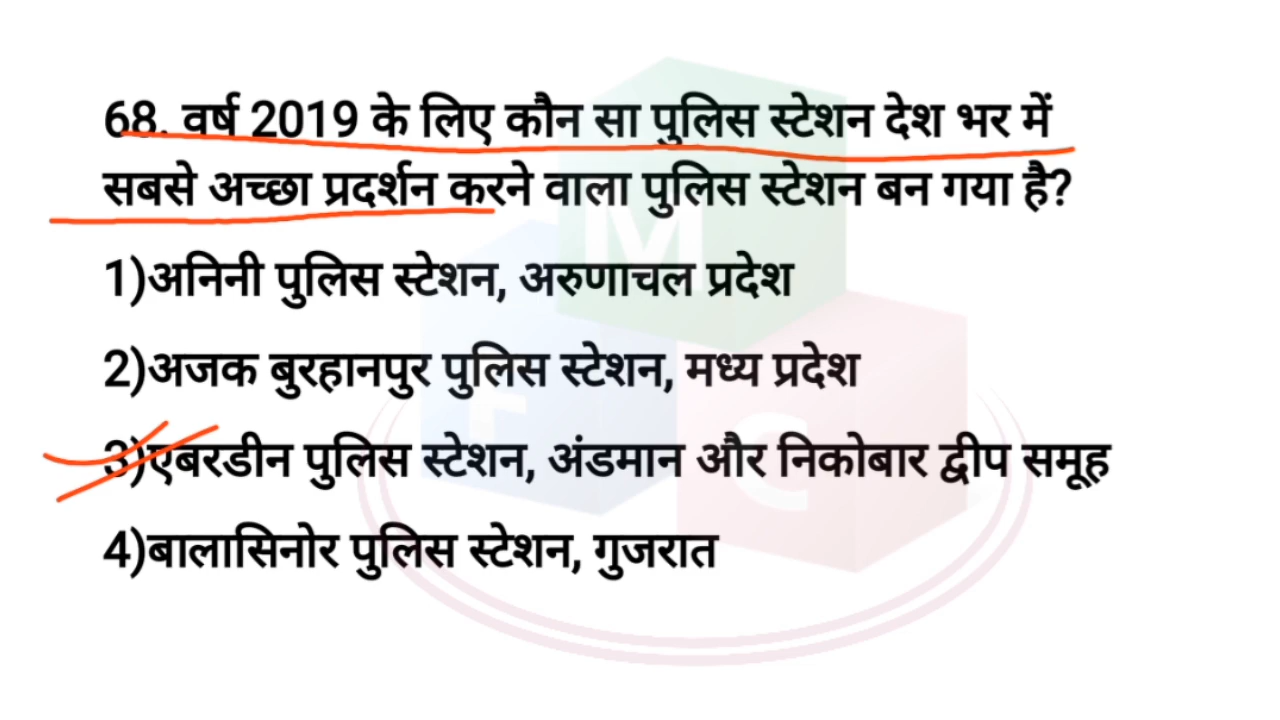 68. वर्ष 2019 के लिए कौन सा पुलिस स्टेशन देश भर में
सबसे अच्छा प्रदर्शन करने वाला पुलिस स्टेशन बन गया है?
1)अनिनी पुलिस स्टेशन, अरुणाचल प्रदेश
2)अजक बुरहानपुर पुलिस स्टेशन, मध्य प्रदेश
3)एबरडीन पुलिस स्टेशन, अंडमान और निकोबार द्वीप समूह
4)बालासिनोर पुलिस स्टेशन, गुजरात
M
C